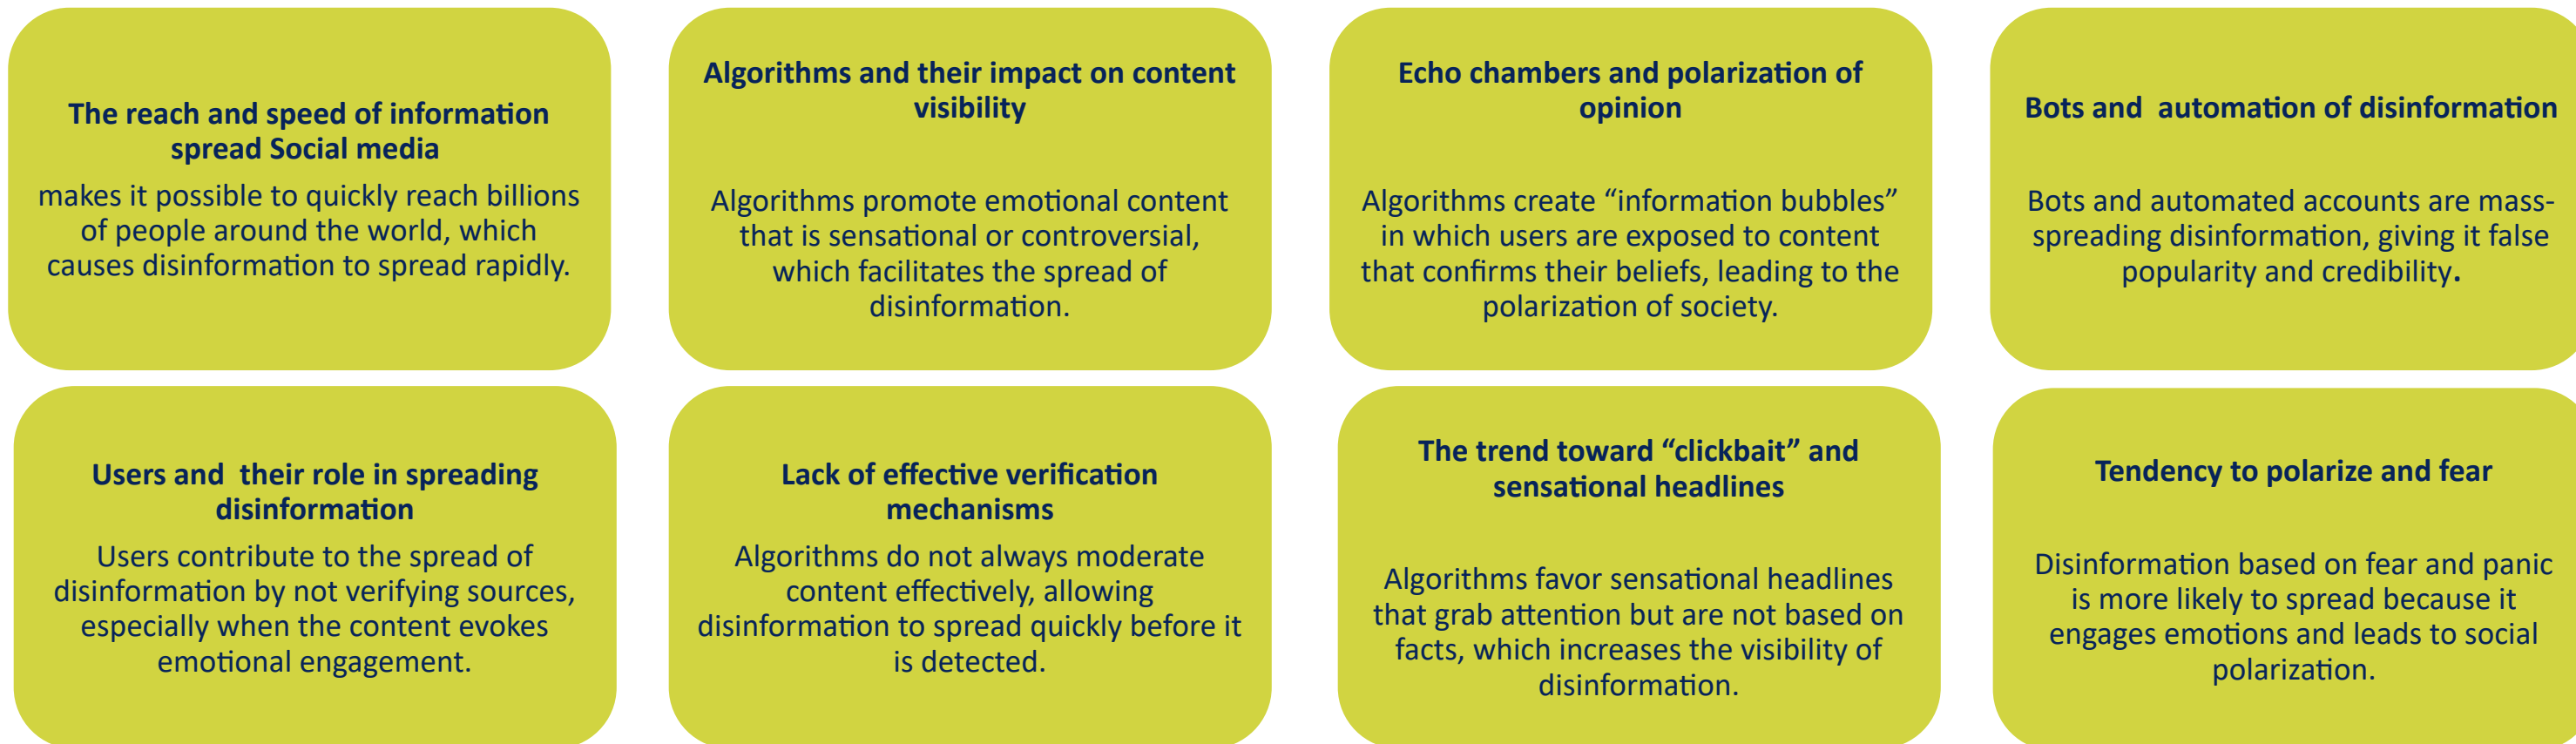 The reach and speed of information
spread Social media
makes it possible to quickly reach billions
of people around the world, which
causes disinformation to spread rapidly.
Algorithms and their impact on content
visibility
Algorithms promote emotional content
that is sensational or controversial,
which facilitates the spread of
disinformation.
Echo chambers and polarization of
opinion
Algorithms create “information bubbles”
in which users are exposed to content
that confirms their beliefs, leading to the
polarization of society.
Bots and  automation of disinformation
Bots and automated accounts are mass-
spreading disinformation, giving it false
popularity and credibility.
Users and  their role in spreading
disinformation
Users contribute to the spread of
disinformation by not verifying sources,
especially when the content evokes
emotional engagement.
Lack of effective verification
mechanisms
Algorithms do not always moderate
content effectively, allowing
disinformation to spread quickly before it
is detected.
The trend toward “clickbait” and
sensational headlines
Algorithms favor sensational headlines
that grab attention but are not based on
facts, which increases the visibility of
disinformation.
Tendency to polarize and fear
Disinformation based on fear and panic
is more likely to spread because it
engages emotions and leads to social
polarization.